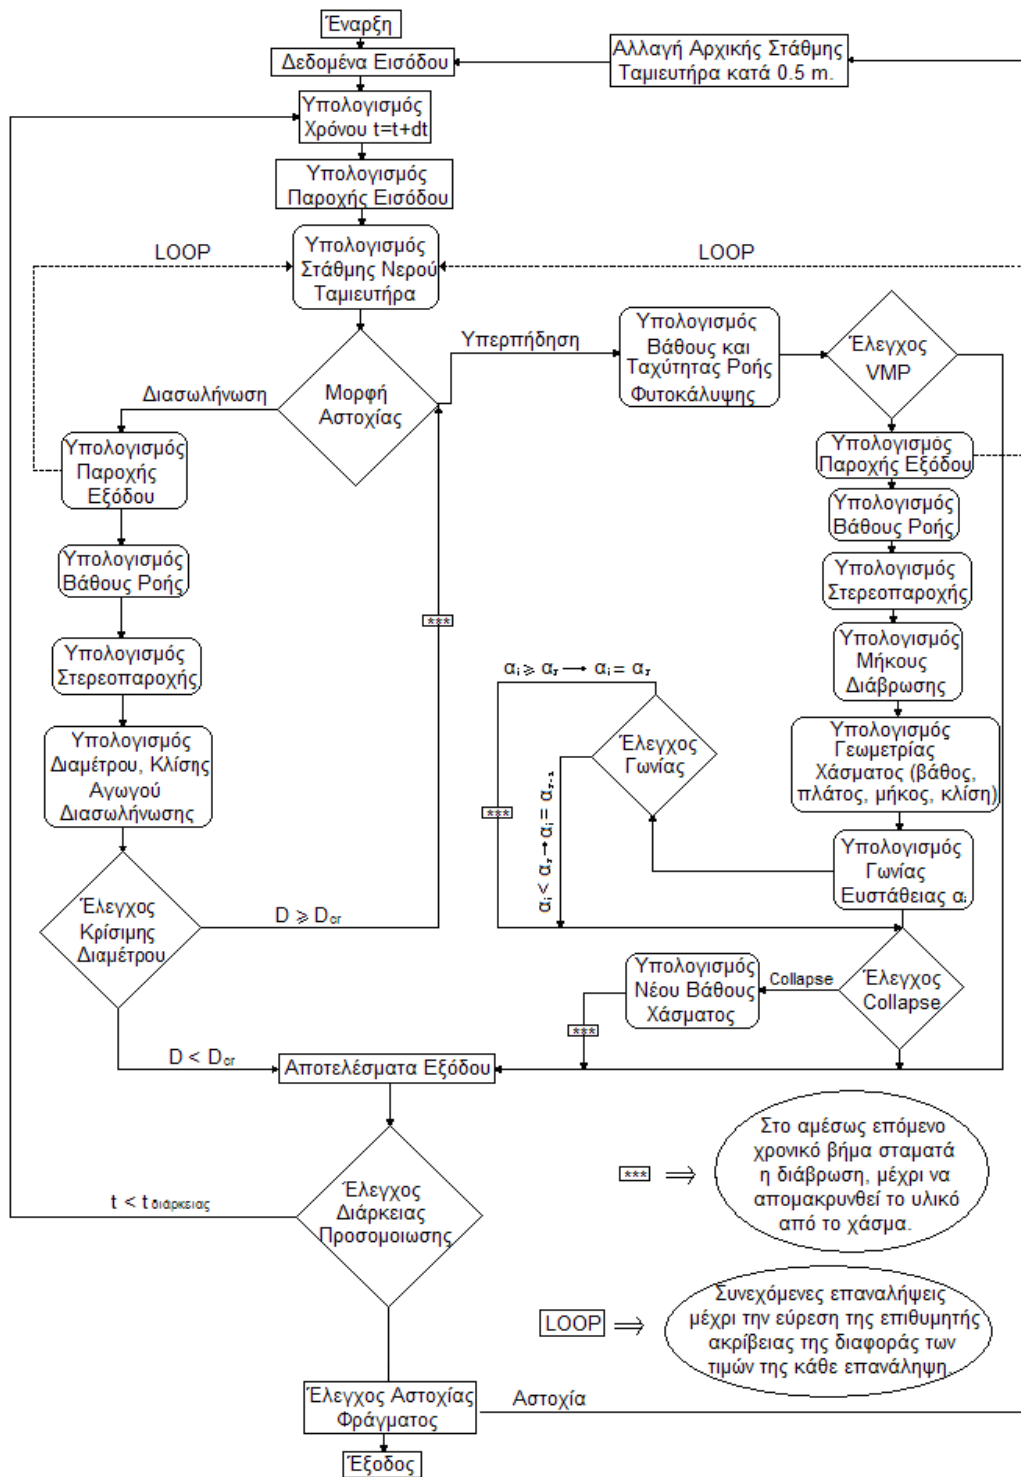 Έναρξη
Δεδομένα Εισόδου
Αλλαγή Αρχικής Στάθμης
Ταμιευτήρα κατά 0.5 m.
Υπολογισμός
Χρόνου t=t+dt
Υπολογισμός
Παροχής Εισόδου
LOOP
Υπολογισμός
Στάθμης Νερού
Ταμιευτήρα
LOOP
Υπερπήδηση
Υπολογισμός
Βάθους και
Ταχύτητας Ροής
Φυτοκάλυψης
Έλεγχος
VMP
Διασωλήνωση
Μορφή
Αστοχίας
Υπολογισμός
Παροχής
Εξόδου
Υπολογισμός
Παροχής Εξόδου
Υπολογισμός
Βάθους Ροής
Υπολογισμός
Βάθους Ροής
Υπολογισμός
Στερεοπαροχής
***
Υπολογισμός
Στερεοπαροχής
Υπολογισμός
Μήκους
Διάβρωσης
αi ⩾ αr → αi = αr
Υπολογισμός
Διαμέτρου, Κλίσης
Αγωγού
Διασωλήνωσης
Έλεγχος
Γωνίας
Υπολογισμός
Γεωμετρίας
Χάσματος (βάθος,
πλάτος, μήκος, κλίση)
***
αi < αr → αi = αr-1
Υπολογισμός
Γωνίας
Ευστάθειας αi
Έλεγχος
Κρίσιμης
Διαμέτρου
D ⩾ Dcr
Υπολογισμός
Νέου Βάθους
Χάσματος
Collapse
Έλεγχος
Collapse
***
D < Dcr
Αποτελέσματα Εξόδου
t < t διάρκειας
Έλεγχος
Διάρκειας
Προσομοιωσης
*** ⇒
Στο αμέσως επόμενο
χρονικό βήμα σταματά
η διάβρωση, μέχρι να
απομακρυνθεί το υλικό
από το χάσμα.
LOOP ⇒
Συνεχόμενες επαναλήψεις
μέχρι την εύρεση της επιθυμητής
ακρίβειας της διαφοράς των
τιμών της κάθε επανάληψη.
Έλεγχος Αστοχίας
Φράγματος
Αστοχία
Έξοδος